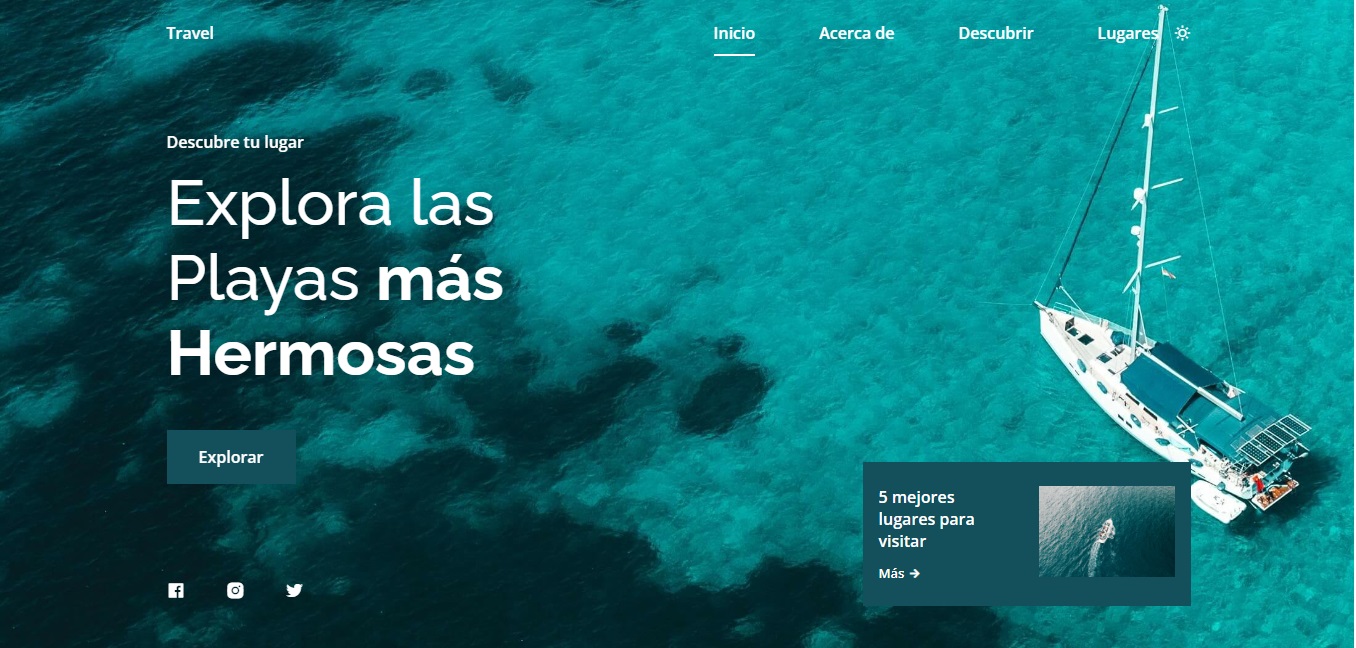 Travel
Inicio
Acerca de
Descubrir
Lugares
Descubre tu lugar
Explora las
Playas más
Hermosas
Explorar
5 mejores
lugares para
visitar
Más →